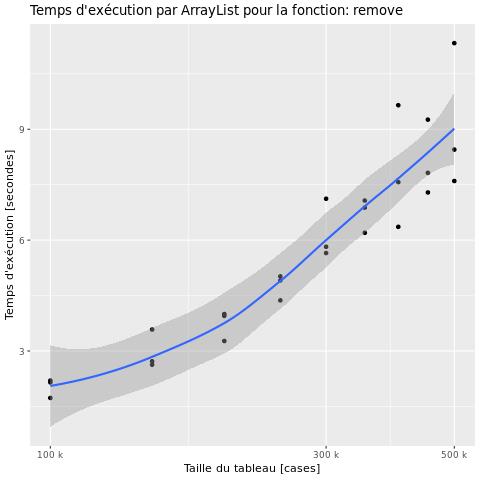 Temps d'exécution par ArrayList pour la fonction: remove
Temps d'exécution [secondes]
9
6
3
100 k
300 k
500 k
Taille du tableau [cases]